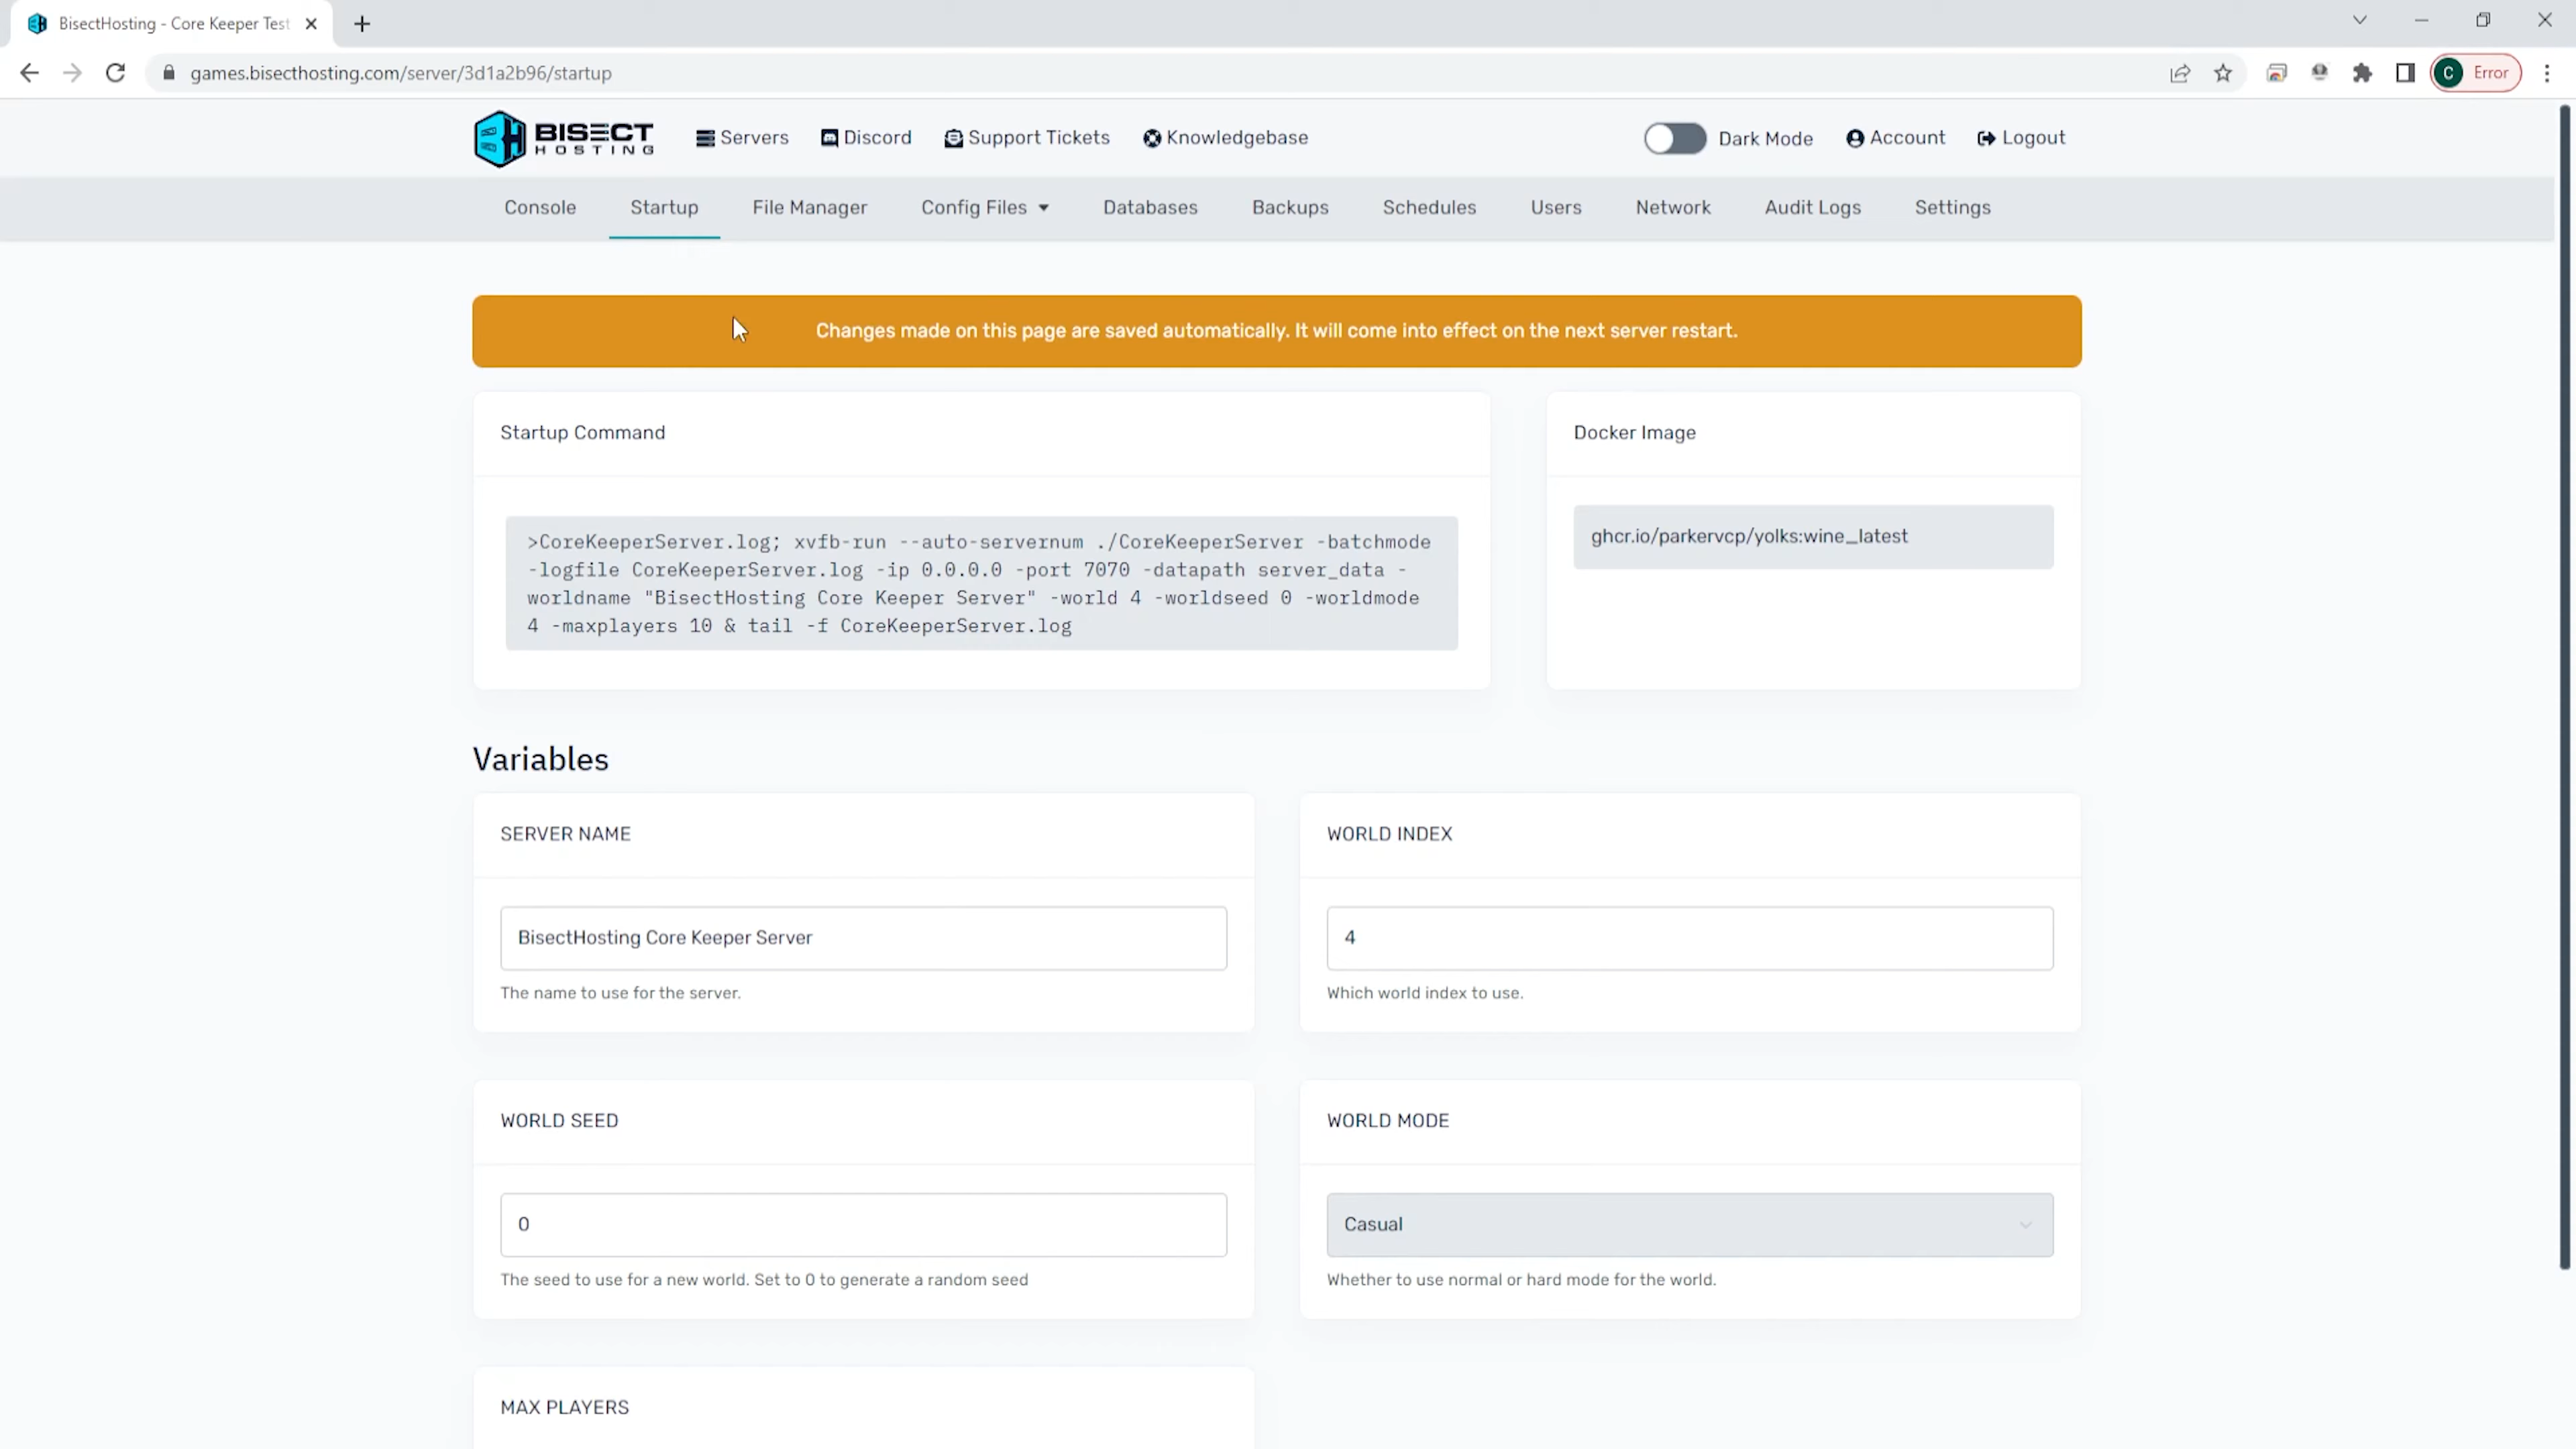 BisectHosting - Core Keeper Test
games.bisecthosting.com/server/3d1a2b96/startup
C Error
BISECT
HOSTING
Servers
Discord
Support Tickets
Knowledgebase
Dark Mode
Account
Logout
Console
Startup
File Manager
Config Files
Databases
Backups
Schedules
Users
Network
Audit Logs
Settings
Changes made on this page are saved automatically. It will come into effect on the next server restart.
Startup Command
>CoreKeeperServer.log; xvfb-run --auto-servernum ./CoreKeeperServer -batchmode
-logfile CoreKeeperServer.log -ip 0.0.0.0 -port 7070 -datapath server_data -
worldname "BisectHosting Core Keeper Server" -world 4 -worldseed 0 -worldmode
4 -maxplayers 10 & tail -f CoreKeeperServer.log
Docker Image
ghcr.io/parkervcp/yolks:wine_latest
Variables
SERVER NAME
BisectHosting Core Keeper Server
The name to use for the server.
WORLD INDEX
4
Which world index to use.
WORLD SEED
0
The seed to use for a new world. Set to 0 to generate a random seed
WORLD MODE
Casual
Whether to use normal or hard mode for the world.
MAX PLAYERS